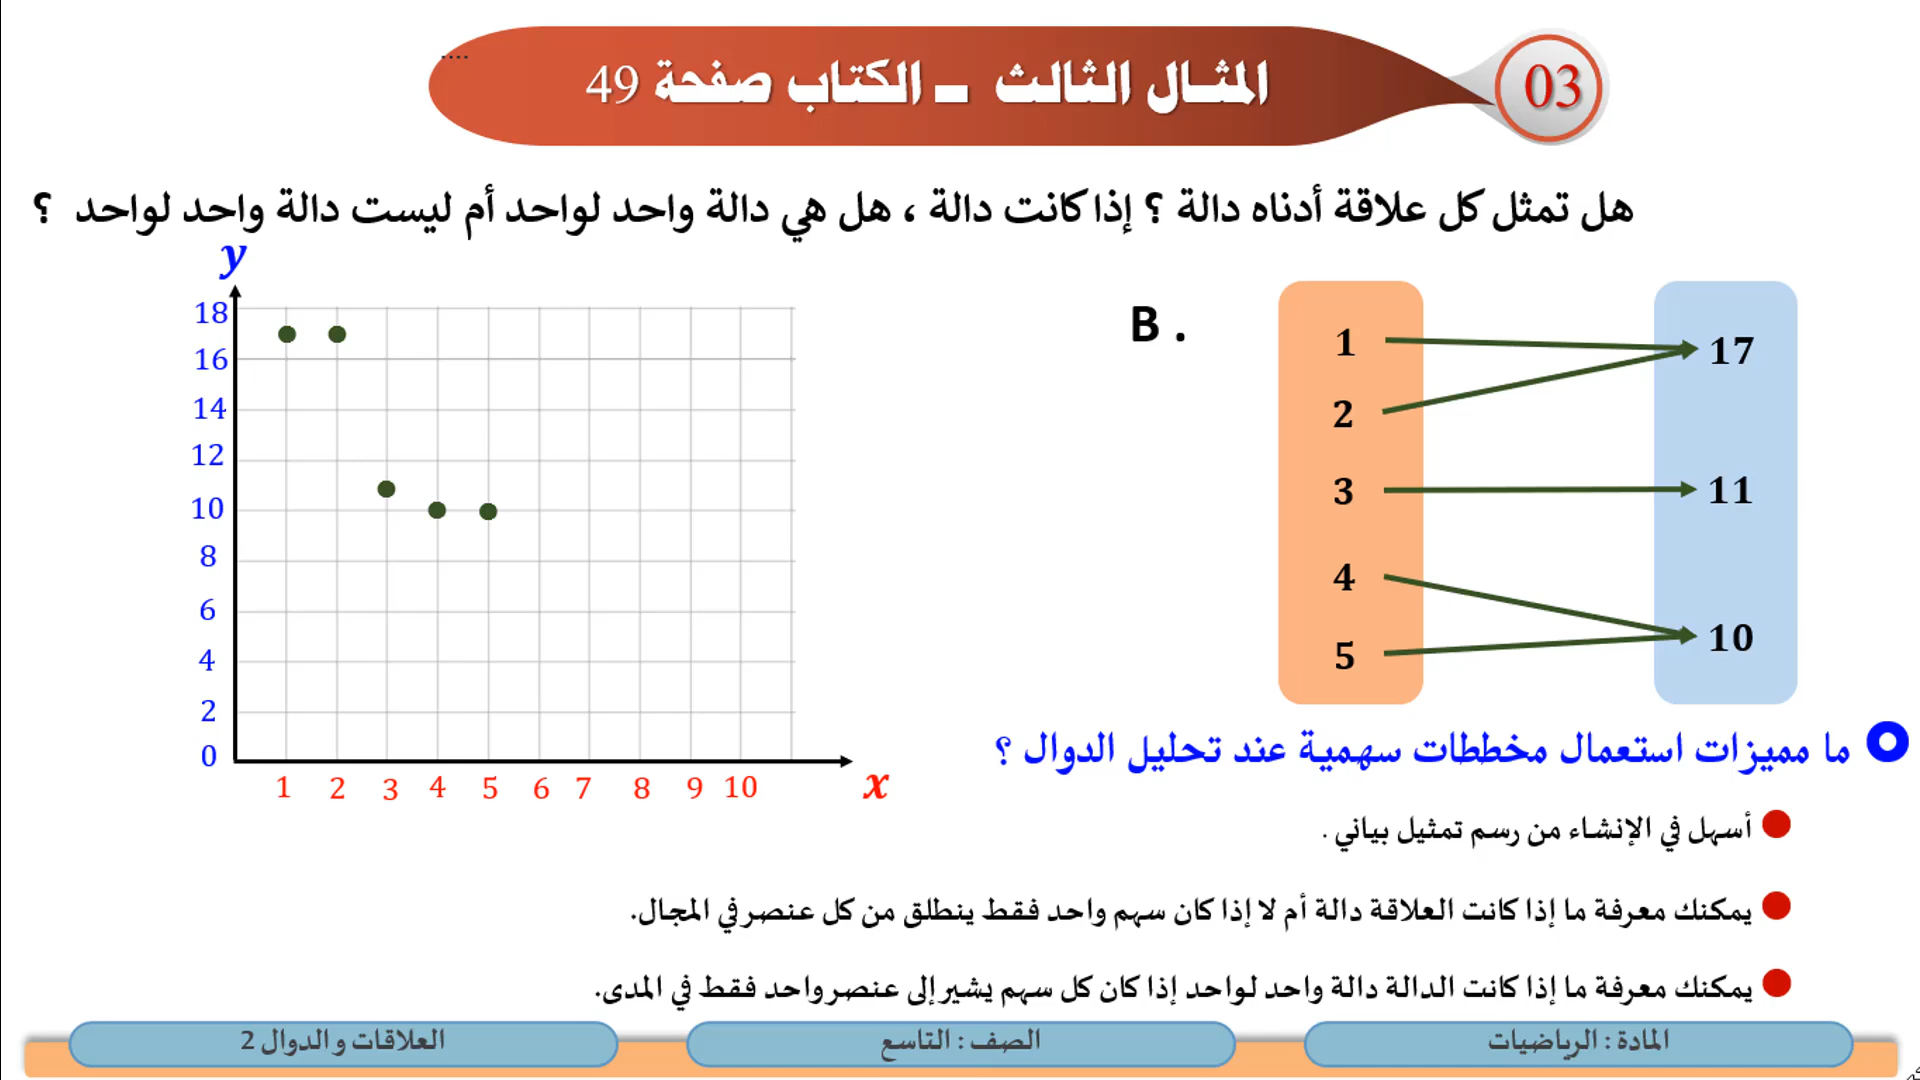 المثـال الثالث - الكتاب صفحة 49
03
هل تمثل كل علاقة أدناه دالة ؟ إذا كانت دالة ، هل هي دالة واحد لواحد أم ليست دالة واحد لواحد ؟
y
18
16
14
12
10
8
6
4
2
0
1 2 3 4 5 6 7 8 9 10
x
B .
1
2
3
4
5
17
11
10
ما مميزات استعمال مخططات سهمية عند تحليل الدوال ؟
أسهل في الإنشاء من رسم تمثيل بياني .
يمكنك معرفة ما إذا كانت العلاقة دالة أم لا إذا كان سهم واحد فقط ينطلق من كل عنصر في المجال.
يمكنك معرفة ما إذا كانت الدالة دالة واحد لواحد إذا كان كل سهم يشير إلى عنصر واحد فقط في المدى.
المادة : الرياضيات
الصف : التاسع
العلاقات و الدوال 2